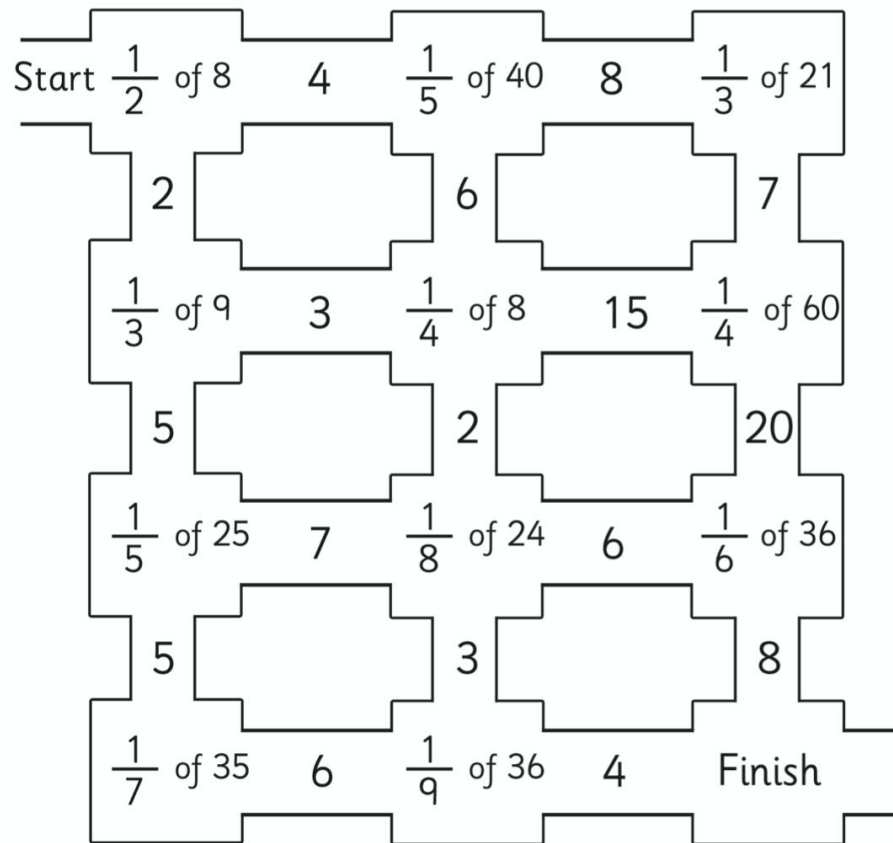 Start 1/2 of 8 4 1/5 of 40 8 1/3 of 21
2 6 7
1/3 of 9 3 1/4 of 8 15 1/4 of 60
5 2 20
1/5 of 25 7 1/8 of 24 6 1/6 of 36
5 3 8
1/7 of 35 6 1/9 of 36 4 Finish